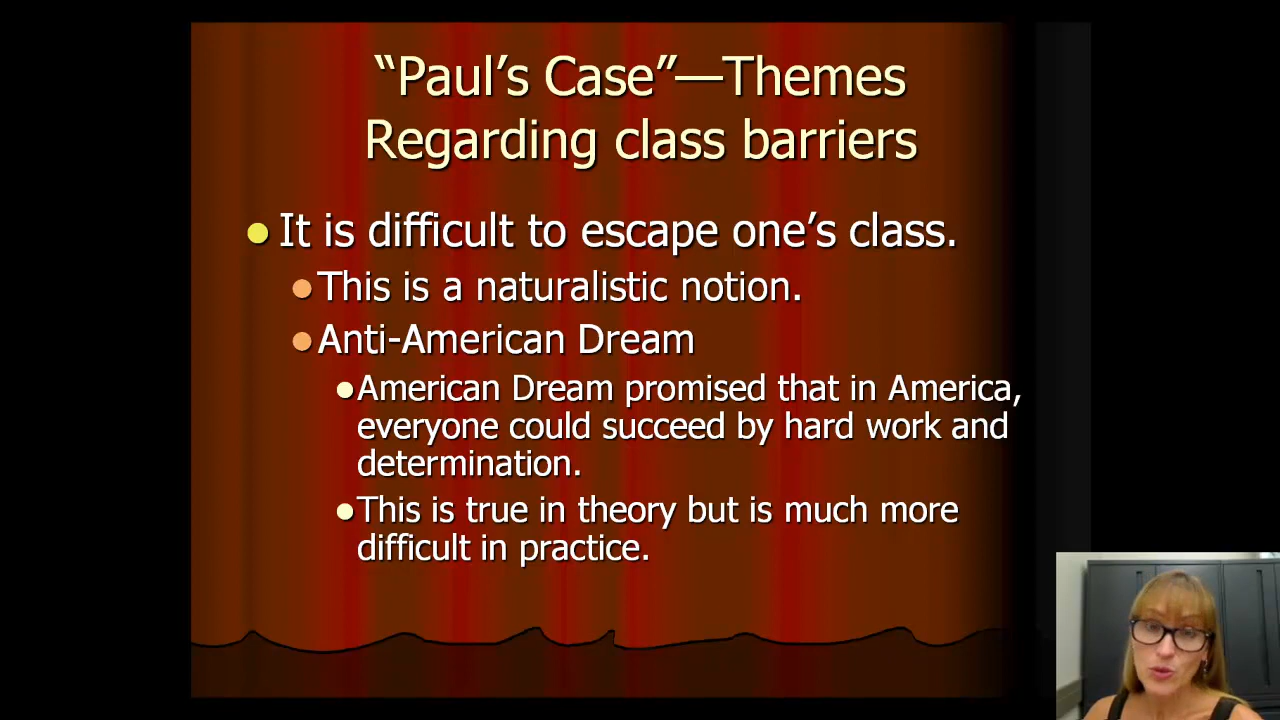 “Paul’s Case”—Themes
Regarding class barriers
It is difficult to escape one’s class.
This is a naturalistic notion.
Anti-American Dream
American Dream promised that in America,
everyone could succeed by hard work and
determination.
This is true in theory but is much more
difficult in practice.